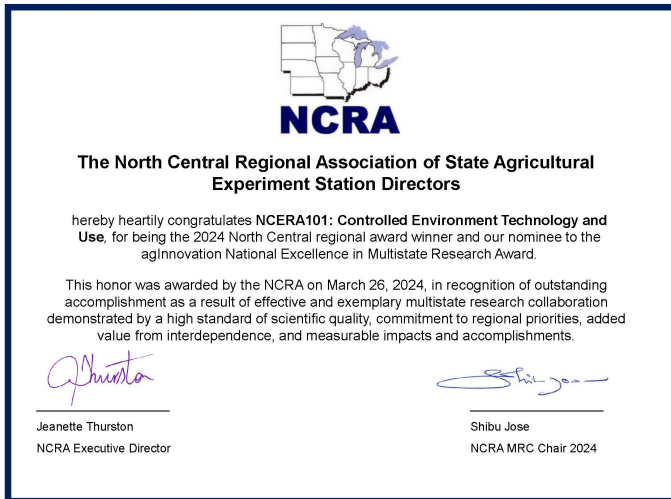 NCRA
The North Central Regional Association of State Agricultural
Experiment Station Directors
hereby heartily congratulates NCERA101: Controlled Environment Technology and
Use, for being the 2024 North Central regional award winner and our nominee to the
agInnovation National Excellence in Multistate Research Award.
This honor was awarded by the NCRA on March 26, 2024, in recognition of outstanding
accomplishment as a result of effective and exemplary multistate research collaboration
demonstrated by a high standard of scientific quality, commitment to regional priorities, added
value from interdependence, and measurable impacts and accomplishments.
JThurston
Shibu Jose
Jeanette Thurston
Shibu Jose
NCRA Executive Director
NCRA MRC Chair 2024